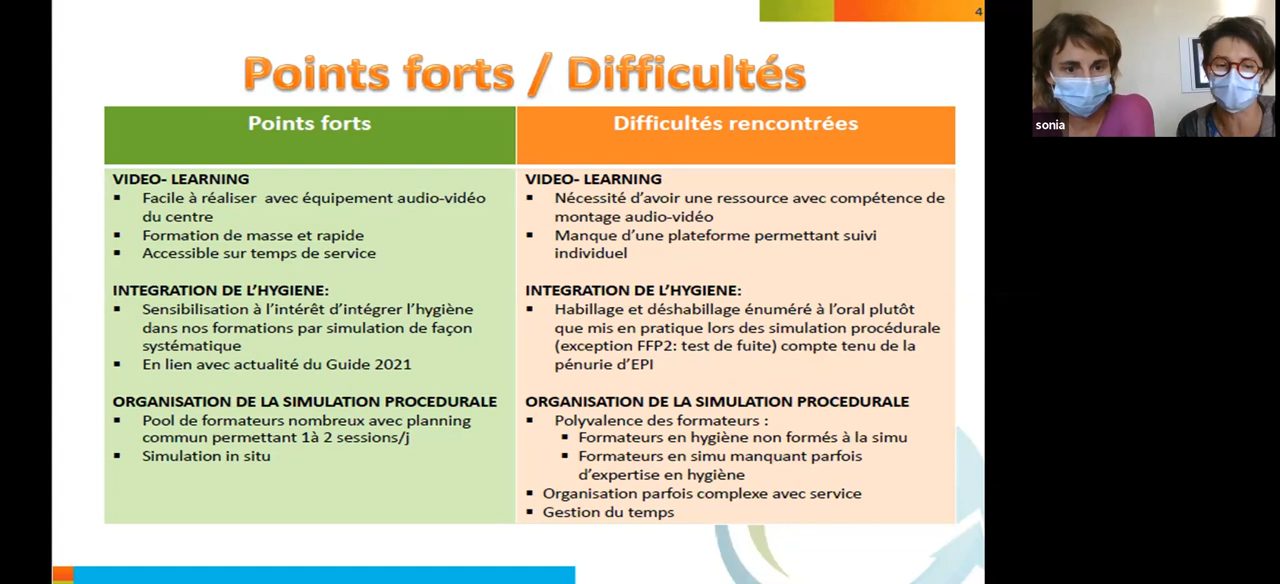 4
Points forts / Difficultés
Points forts
Difficultés rencontrées
VIDEO- LEARNING
Facile à réaliser avec équipement audio-vidéo
du centre
Formation de masse et rapide
Accessible sur temps de service
INTEGRATION DE L'HYGIENE:
Sensibilisation à l'intérêt d'intégrer l'hygiène
dans nos formations par simulation de façon
systématique
En lien avec actualité du Guide 2021
ORGANISATION DE LA SIMULATION PROCEDURALE
Pool de formateurs nombreux avec planning
commun permettant 1à 2 sessions/j
Simulation in situ
VIDEO- LEARNING
Nécessité d'avoir une ressource avec compétence de
montage audio-vidéo
Manque d'une plateforme permettant suivi
individuel
INTEGRATION DE L'HYGIENE:
Habillage et déshabillage énuméré à l'oral plutôt
que mis en pratique lors des simulation procédurale
(exception FFP2: test de fuite) compte tenu de la
pénurie d'EPI
ORGANISATION DE LA SIMULATION PROCEDURALE
Polyvalence des formateurs :
Formateurs en hygiène non formés à la simu
Formateurs en simu manquant parfois
d'expertise en hygiène
Organisation parfois complexe avec service
Gestion du temps
sonia